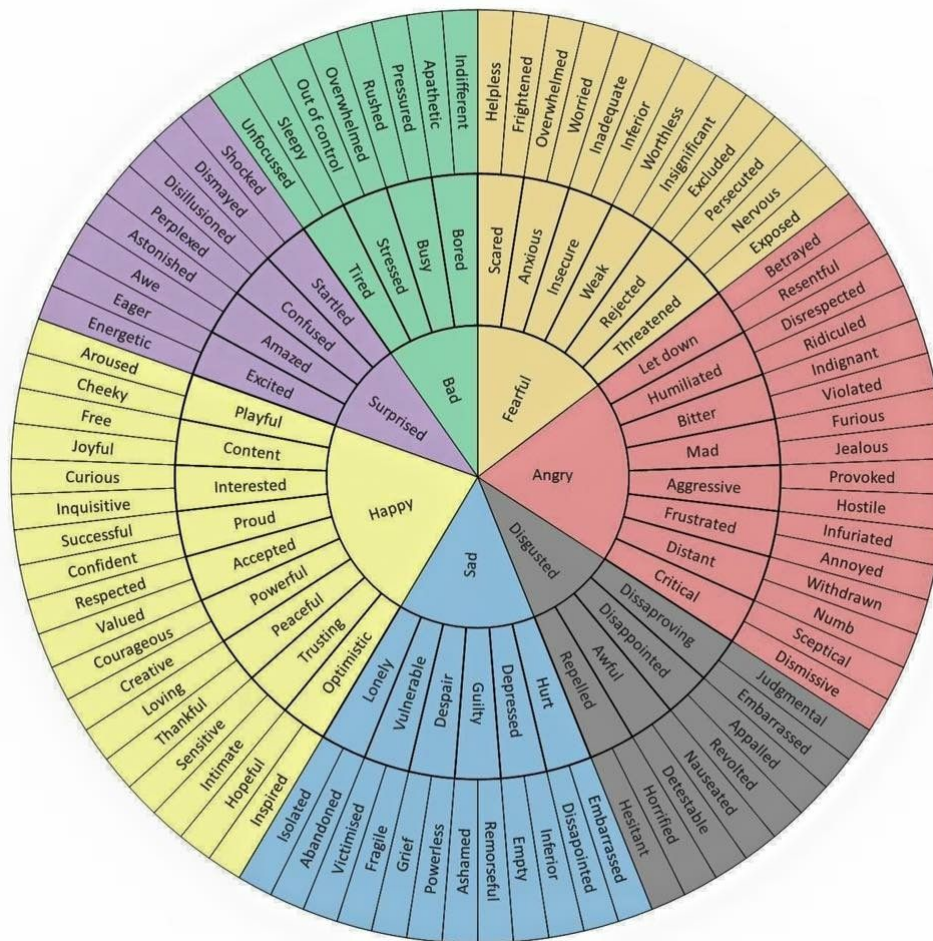 Bad
Fearful
Angry
Disgusted
Sad
Happy
Surprised
Tired
Stressed
Busy
Bored
Scared
Anxious
Insecure
Weak
Rejected
Threatened
Let down
Humiliated
Bitter
Mad
Aggressive
Frustrated
Distant
Critical
Dissaproving
Disappointed
Awful
Repelled
Hurt
Depressed
Guilty
Despair
Vulnerable
Lonely
Optimistic
Trusting
Peaceful
Powerful
Accepted
Proud
Interested
Content
Playful
Excited
Amazed
Confused
Startled
Unfocussed
Sleepy
Out of control
Overwhelmed
Rushed
Pressured
Apathetic
Indifferent
Helpless
Frightened
Overwhelmed
Worried
Inadequate
Inferior
Worthless
Insignificant
Excluded
Persecuted
Nervous
Exposed
Betrayed
Resentful
Disrespected
Ridiculed
Indignant
Violated
Furious
Jealous
Provoked
Hostile
Infuriated
Annoyed
Withdrawn
Numb
Sceptical
Dismissive
Judgmental
Embarrassed
Appalled
Revolted
Nauseated
Detestable
Horrified
Hesitant
Embarrassed
Dissapointed
Inferior
Empty
Remorseful
Ashamed
Powerless
Grief
Fragile
Victimised
Abandoned
Isolated
Inspired
Hopeful
Intimate
Sensitive
Thankful
Loving
Creative
Courageous
Valued
Respected
Confident
Successful
Inquisitive
Curious
Joyful
Free
Cheeky
Aroused
Energetic
Eager
Awe
Astonished
Perplexed
Disillusioned
Dismayed
Shocked